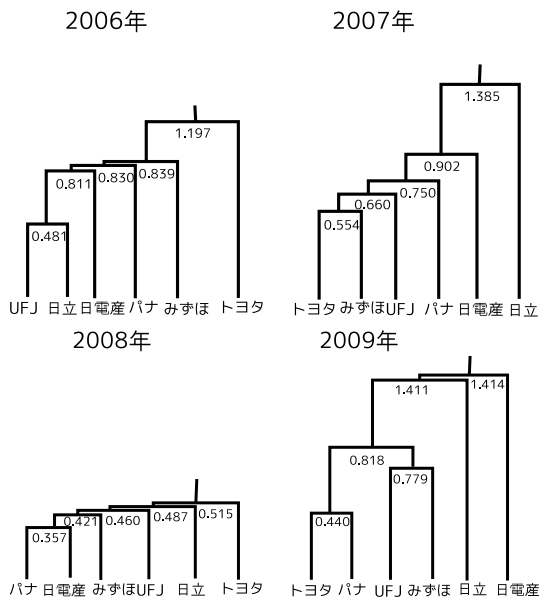 2006年
2007年
1.197
0.811
0.830
0.839
0.481
UFJ 日立 日電産 パナ みずほ トヨタ
1.385
0.902
0.750
0.660
0.554
トヨタ みずほ UFJ パナ 日電産 日立
2008年
2009年
0.515
0.487
0.460
0.421
0.357
パナ 日電産 みずほ UFJ 日立 トヨタ
1.411
1.414
0.818
0.779
0.440
トヨタ パナ UFJ みずほ 日立 日電産